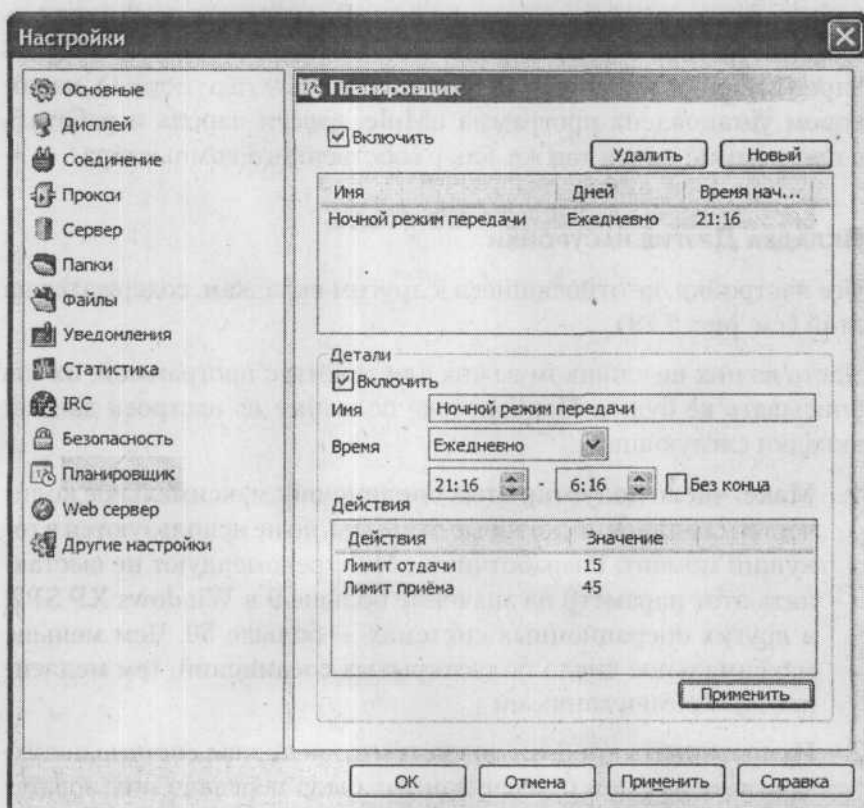 Настройки
Основные
Дисплей
Соединение
Прокси
Сервер
Папки
Файлы
Уведомления
Статистика
IRC
Безопасность
Планировщик
Web сервер
Другие настройки
Планировщик
Включить
Удалить Новый
Имя Дней Время нач...
Ночной режим передачи Ежедневно 21:16
Детали
Включить
Имя Ночной режим передачи
Время Ежедневно
21:16 - 6:16 Без конца
Действия
Действия Значение
Лимит отдачи 15
Лимит приёна 45
Применить
OK Отмена Применить Справка